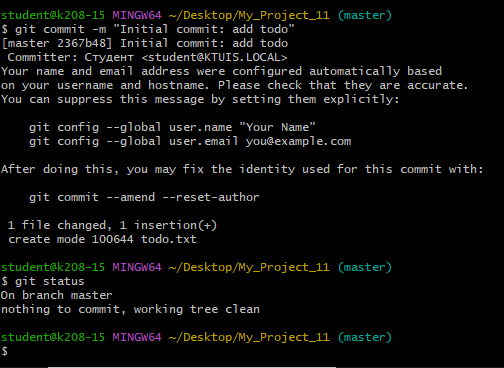 student@k208-15 MINGW64 ~/Desktop/My_Project_11 (master)
$ git commit -m "Initial commit: add todo"
[master 2367b48] Initial commit: add todo
 Committer: Студент <student@KTUIS.LOCAL>
Your name and email address were configured automatically based
on your username and hostname. Please check that they are accurate.
You can suppress this message by setting them explicitly:

    git config --global user.name "Your Name"
    git config --global user.email you@example.com

After doing this, you may fix the identity used for this commit with:

    git commit --amend --reset-author

 1 file changed, 1 insertion(+)
 create mode 100644 todo.txt

student@k208-15 MINGW64 ~/Desktop/My_Project_11 (master)
$ git status
On branch master
nothing to commit, working tree clean

student@k208-15 MINGW64 ~/Desktop/My_Project_11 (master)
$